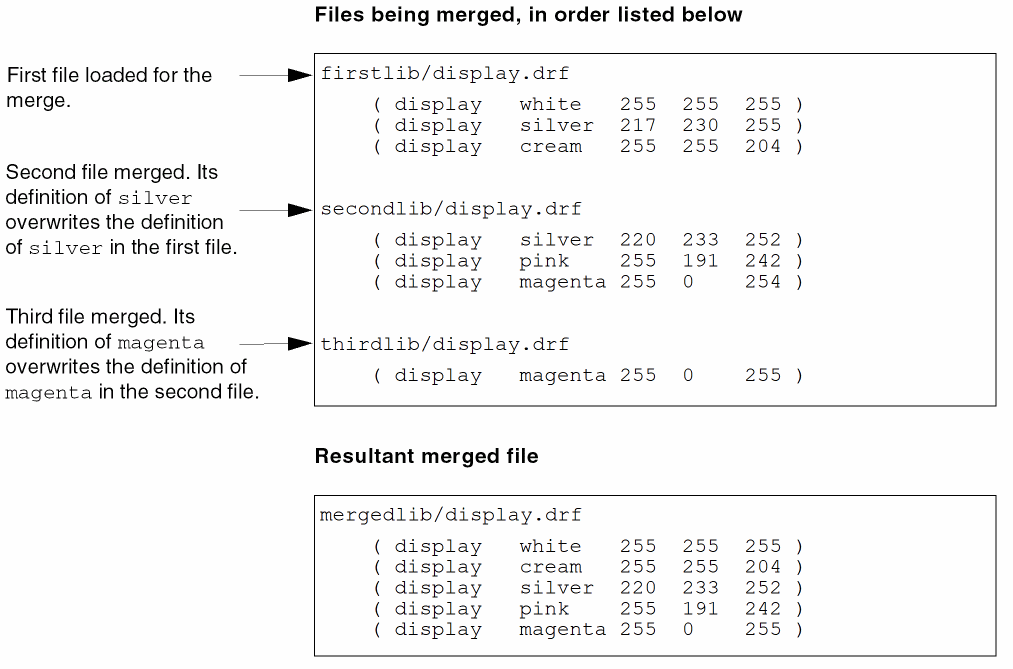 Files being merged, in order listed below
First file loaded for the
merge.
firstlib/display.drf
( display white 255 255 255 )
( display silver 217 230 255 )
( display cream 255 255 204 )
Second file merged. Its
definition of silver
overwrites the definition
of silver in the first file.
secondlib/display.drf
( display silver 220 233 252 )
( display pink 255 191 242 )
( display magenta 255 0 254 )
Third file merged. Its
definition of magenta
overwrites the definition of
magenta in the second file.
thirdlib/display.drf
( display magenta 255 0 255 )
Resultant merged file
mergedlib/display.drf
( display white 255 255 255 )
( display cream 255 255 204 )
( display silver 220 233 252 )
( display pink 255 191 242 )
( display magenta 255 0 255 )